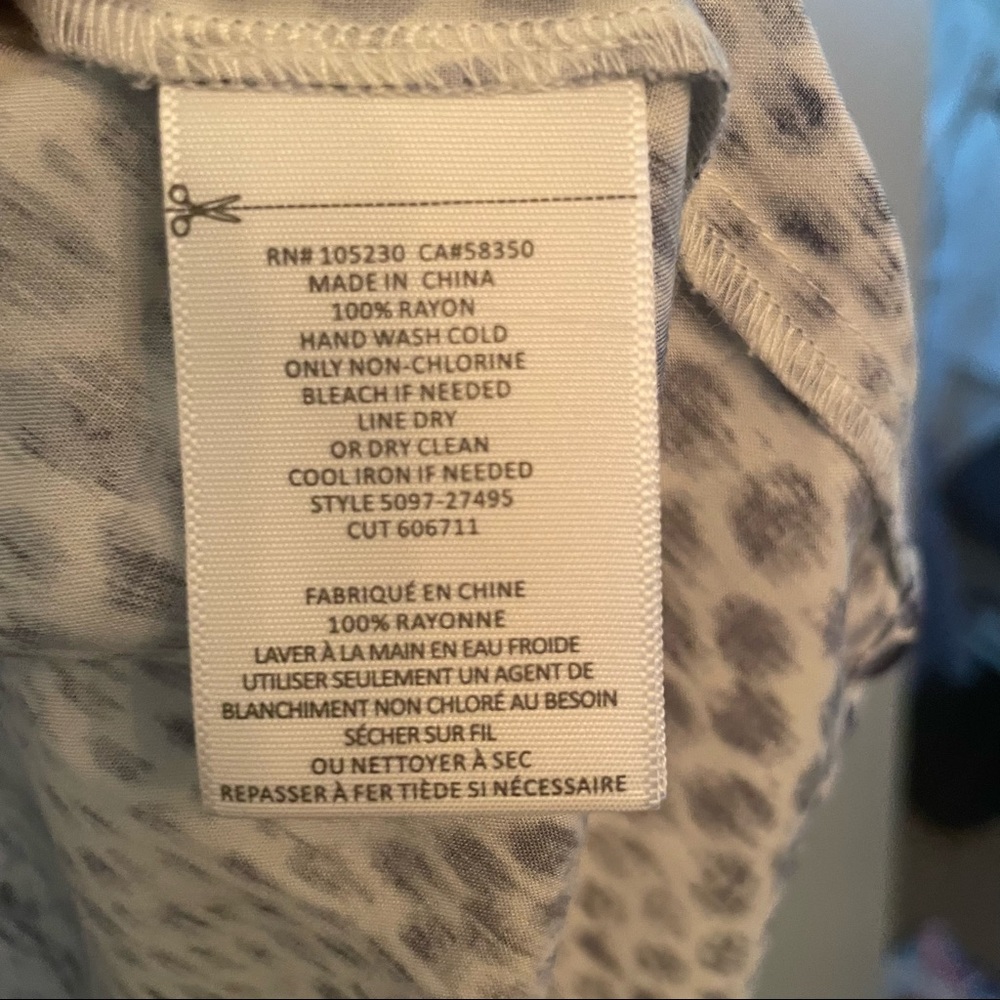 RN# 105230 CA#58350
MADE IN CHINA
100% RAYON
HAND WASH COLD
ONLY NON-CHLORINE
BLEACH IF NEEDED
LINE DRY
OR DRY CLEAN
COOL IRON IF NEEDED
STYLE 5097-27495
CUT 606711
FABRIQUÉ EN CHINE
100% RAYONNE
LAVER À LA MAIN EN EAU FROIDE
UTILISER SEULEMENT UN AGENT DE
BLANCHIMENT NON CHLORÉ AU BESOIN
SÉCHER SUR FIL
OU NETTOYER À SEC
REPASSER À FER TIÈDE SI NÉCESSAIRE